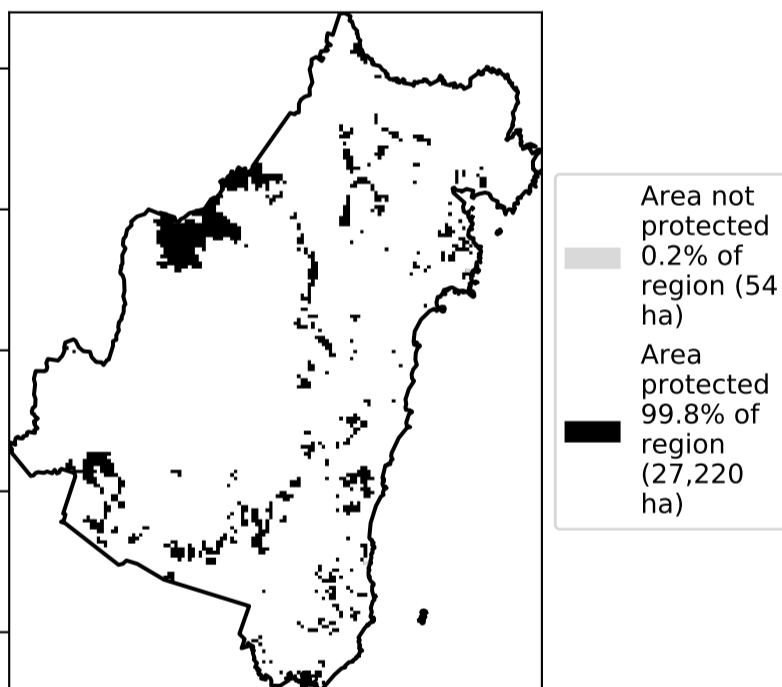 Area not
protected
0.2% of
region (54
ha)
Area
protected
99.8% of
region
(27,220
ha)